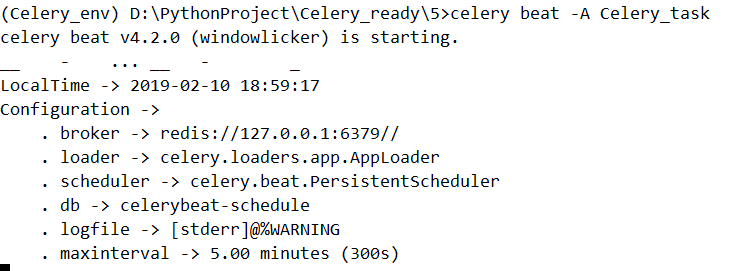 (Celery_env) D:\PythonProject\Celery_ready\5>celery beat -A Celery_task
celery beat v4.2.0 (windowlicker) is starting.
__    -    ... __   -        _
LocalTime -> 2019-02-10 18:59:17
Configuration ->
    . broker -> redis://127.0.0.1:6379//
    . loader -> celery.loaders.app.AppLoader
    . scheduler -> celery.beat.PersistentScheduler
    . db -> celerybeat-schedule
    . logfile -> [stderr]@%WARNING
    . maxinterval -> 5.00 minutes (300s)